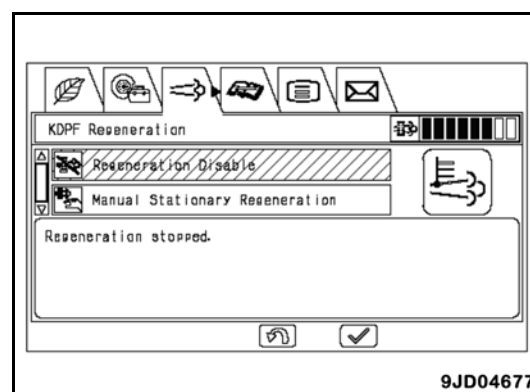 KDPF Regeneration
Regeneration Disable
Manual Stationary Regeneration
Regeneration stopped.
9JD04677